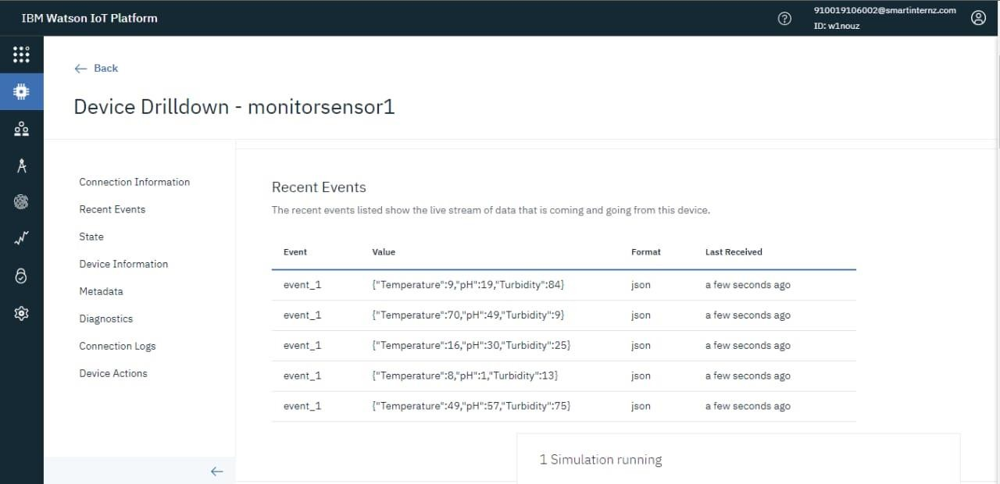 IBM Watson IoT Platform
910019106002@smartinternz.com
ID: w1nouz
Back
Device Drilldown - monitorsensor1
Connection Information
Recent Events
State
Device Information
Metadata
Diagnostics
Connection Logs
Device Actions
Recent Events
The recent events listed show the live stream of data that is coming and going from this device.
Event Value Format Last Received
event_1 {"Temperature":9,"pH":19,"Turbidity":84} json a few seconds ago
event_1 {"Temperature":70,"pH":49,"Turbidity":9} json a few seconds ago
event_1 {"Temperature":16,"pH":30,"Turbidity":25} json a few seconds ago
event_1 {"Temperature":8,"pH":1,"Turbidity":13} json a few seconds ago
event_1 {"Temperature":49,"pH":57,"Turbidity":75} json a few seconds ago
1 Simulation running